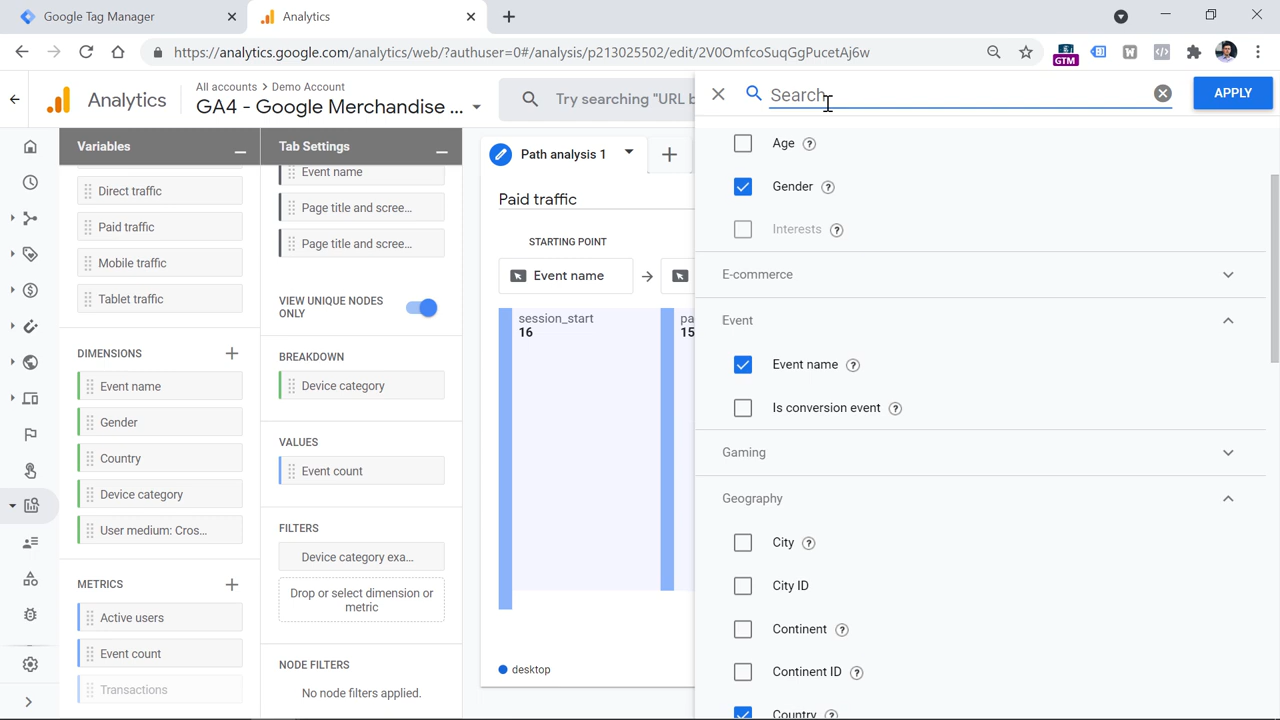 Google Tag Manager
Analytics
https://analytics.google.com/analytics/web/?authuser=0#/analysis/p213025502/edit/2V0OmfcoSuqGgPucetAj6w
GTM
Analytics
All accounts > Demo Account
GA4 - Google Merchandise ...
Try searching "URL b
Search
APPLY
Variables
Direct traffic
Paid traffic
Mobile traffic
Tablet traffic
DIMENSIONS
Event name
Gender
Country
Device category
User medium: Cros...
METRICS
Active users
Event count
Transactions
Tab Settings
Event name
Page title and scree...
Page title and scree...
VIEW UNIQUE NODES
ONLY
BREAKDOWN
Device category
VALUES
Event count
FILTERS
Device category exa...
Drop or select dimension or
metric
NODE FILTERS
No node filters applied.
Path analysis 1
Paid traffic
STARTING POINT
Event name
session_start
16
pa
15
desktop
Age
Gender
Interests
E-commerce
Event
Event name
Is conversion event
Gaming
Geography
City
City ID
Continent
Continent ID
Country